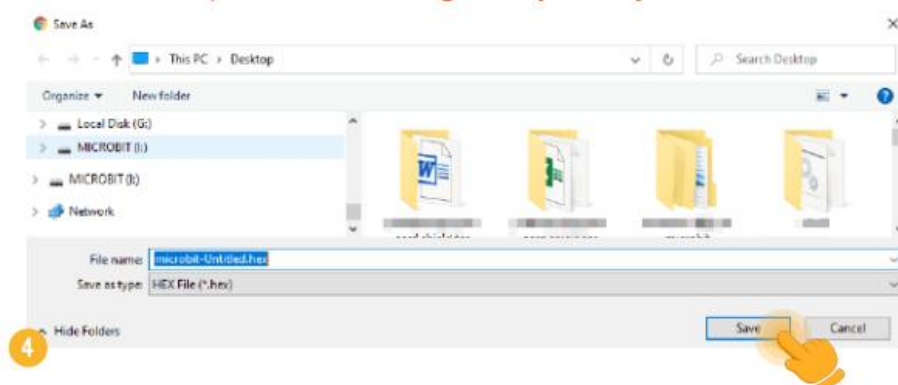 Save As
This PC > Desktop
Search Desktop
Organize
New folder
Local Disk (G:)
MICROBIT (I:)
MICROBIT (I:)
Network
File name: microbit-Untitled.hex
Save as type: HEX File (*.hex)
Hide Folders
Save
Cancel
4